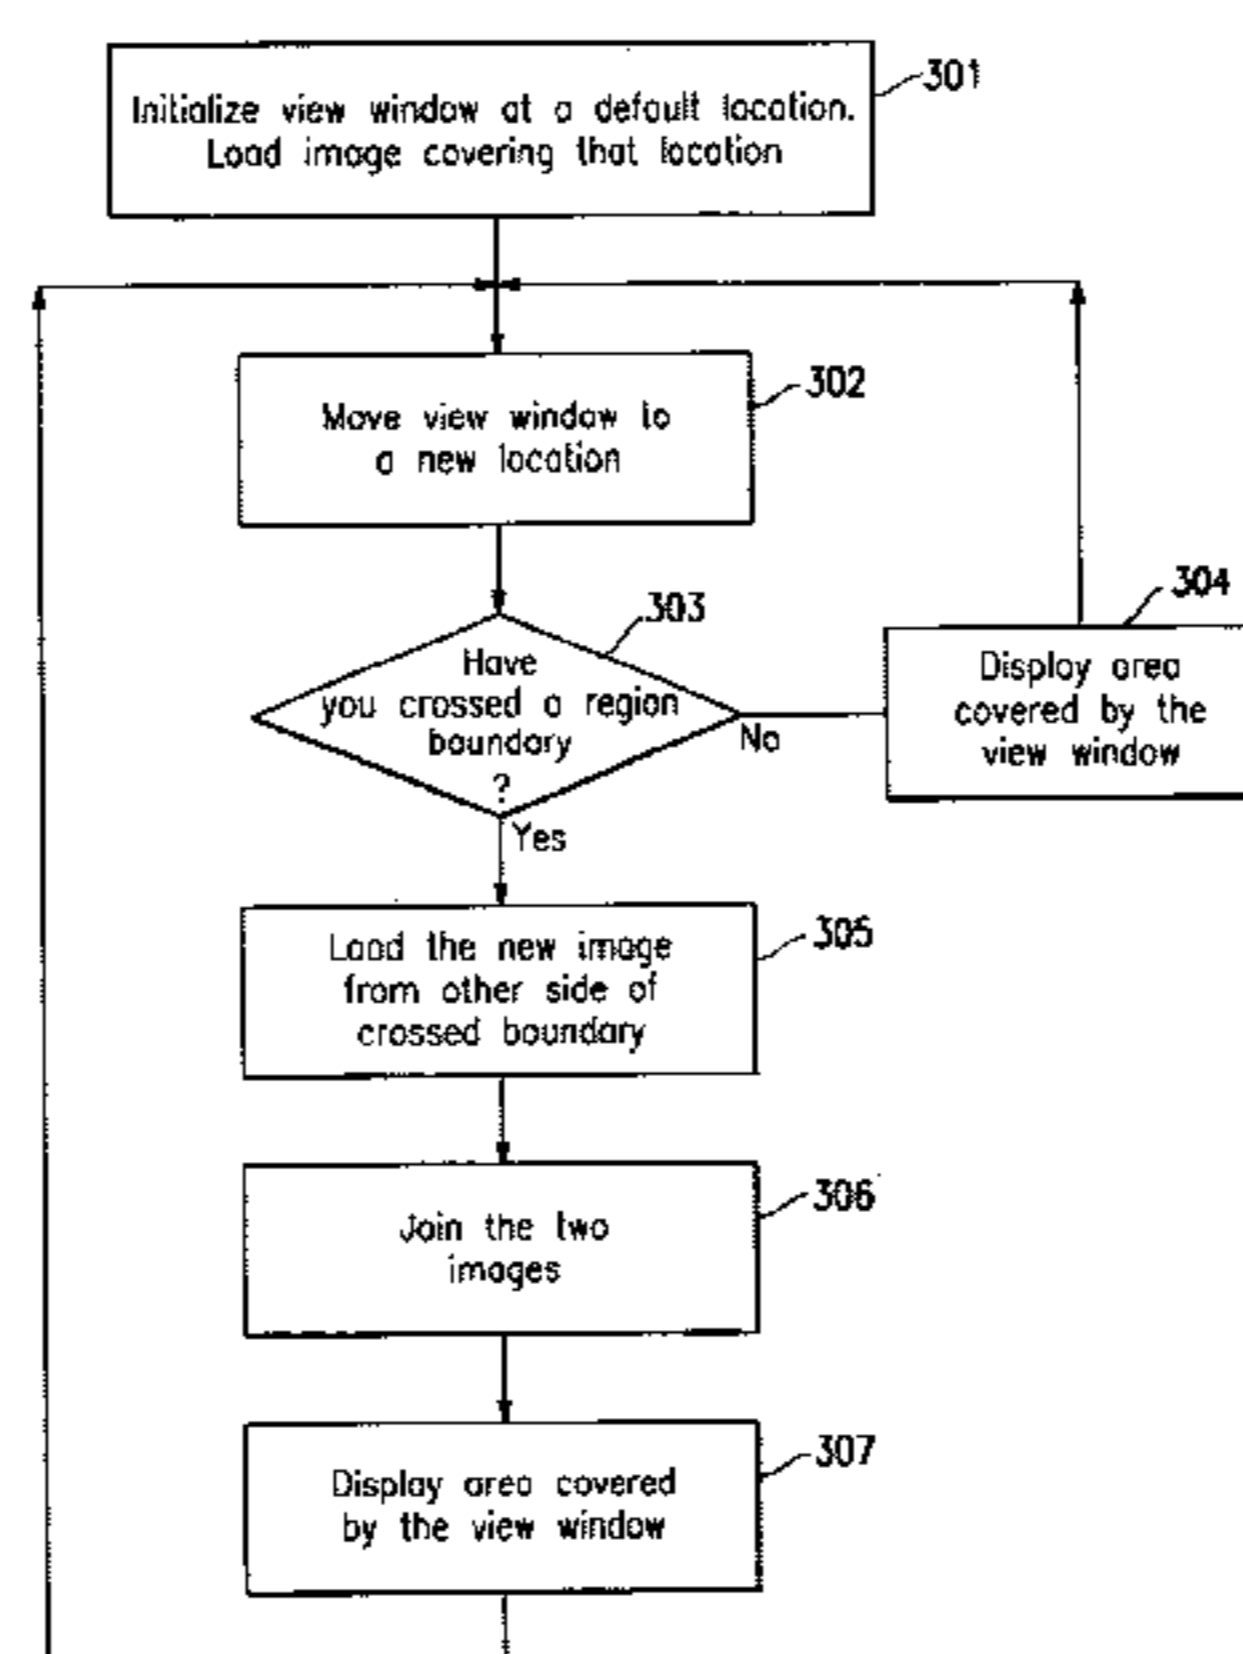 301
Initialize view window at a default location.
Load image covering that location
302
Move view window to
a new location
303
Have
you crossed a region
boundary
?
No
304
Display area
covered by the
view window
Yes
305
Load the new image
from other side of
crossed boundary
306
Join the two
images
307
Display area covered
by the view window